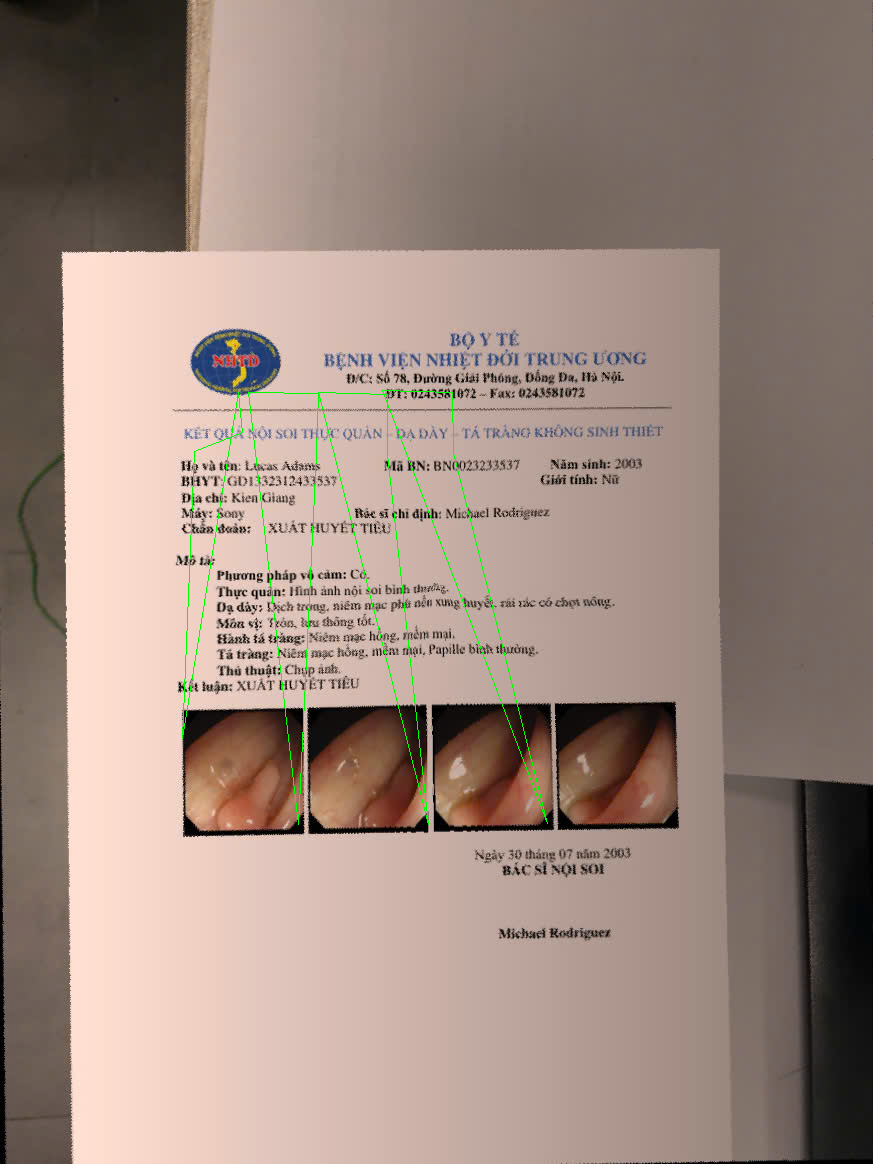 NHTD
BỘ Y TẾ
BỆNH VIỆN NHIỆT ĐỚI TRUNG ƯƠNG
Đ/C: Số 78, Đường Giải Phóng, Đống Đa, Hà Nội.
ĐT: 0243581072 – Fax: 0243581072
KẾT QUẢ NỘI SOI THỰC QUẢN – DẠ DÀY – TÁ TRÀNG KHÔNG SINH THIẾT
Họ và tên: Lucas Adams Mã BN: BN0023233537 Năm sinh: 2003
BHYT: GD1332312433537 Giới tính: Nữ
Địa chỉ: Kien Giang
Máy: Sony Bác sĩ chỉ định: Michael Rodriguez
Chẩn đoán: XUẤT HUYẾT TIÊU
Mô tả:
Phương pháp vô cảm: Có.
Thực quản: Hình ảnh nội soi bình thường.
Dạ dày: Dịch trong, niêm mạc phù nền xung huyết, rải rác có chợt nông.
Môn vị: Tròn, lưu thông tốt.
Hành tá tràng: Niêm mạc hồng, mềm mại.
Tá tràng: Niêm mạc hồng, mềm mại, Papille bình thường.
Thủ thuật: Chụp ảnh.
Kết luận: XUẤT HUYẾT TIÊU
Ngày 30 tháng 07 năm 2003
BÁC SĨ NỘI SOI
Michael Rodriguez